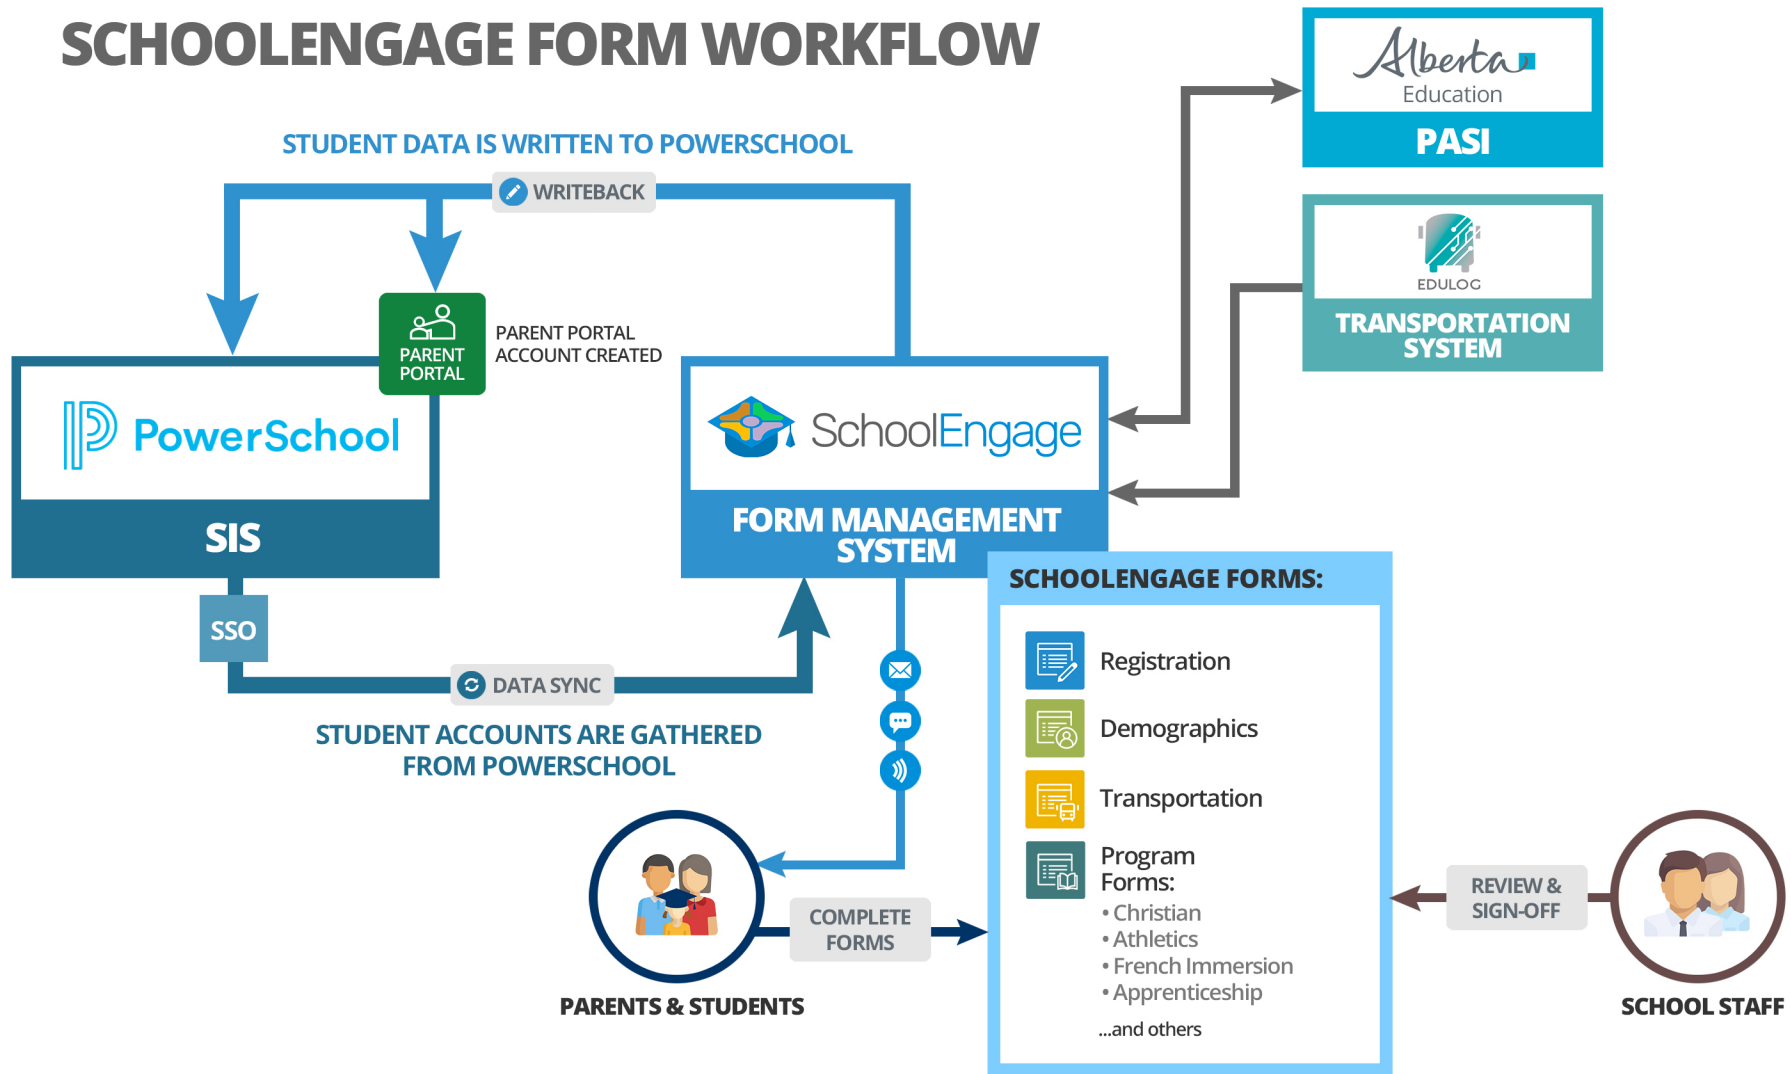 SCHOOLENGAGE FORM WORKFLOW
Alberta
Education
PASI
STUDENT DATA IS WRITTEN TO POWERSCHOOL
WRITEBACK
EDULOG
TRANSPORTATION
SYSTEM
PARENT
PORTAL
PARENT PORTAL
ACCOUNT CREATED
PowerSchool
SIS
SchoolEngage
FORM MANAGEMENT
SYSTEM
SSO
DATA SYNC
STUDENT ACCOUNTS ARE GATHERED
FROM POWERSCHOOL
SCHOOLENGAGE FORMS:
Registration
Demographics
Transportation
Program
Forms:
• Christian
• Athletics
• French Immersion
• Apprenticeship
...and others
COMPLETE
FORMS
PARENTS & STUDENTS
REVIEW &
SIGN-OFF
SCHOOL STAFF